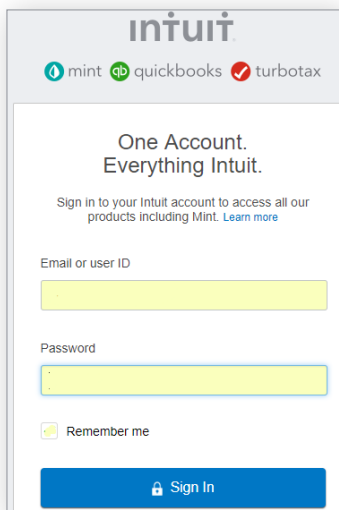 intuit
mint qb quickbooks turbotax
One Account.
Everything Intuit.
Sign in to your Intuit account to access all our
products including Mint. Learn more
Email or user ID
Password
Remember me
Sign In